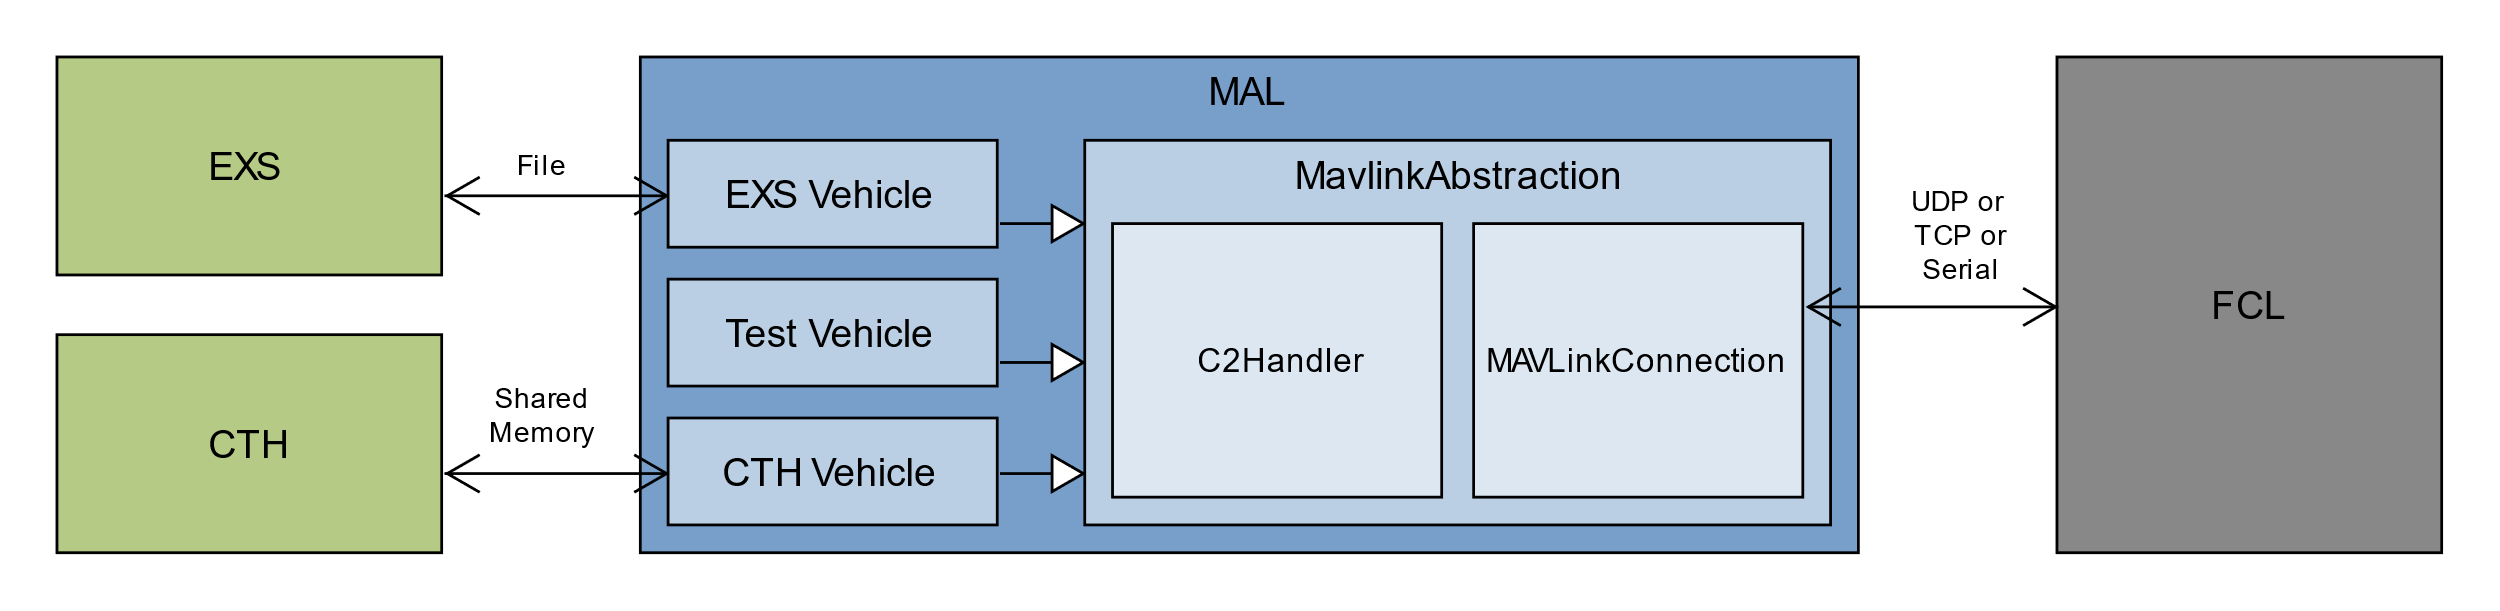 MAL
EXS
File
EXS Vehicle
MavlinkAbstraction
UDP or
TCP or
Serial
Test Vehicle
C2Handler
MAVLinkConnection
FCL
CTH
Shared
Memory
CTH Vehicle